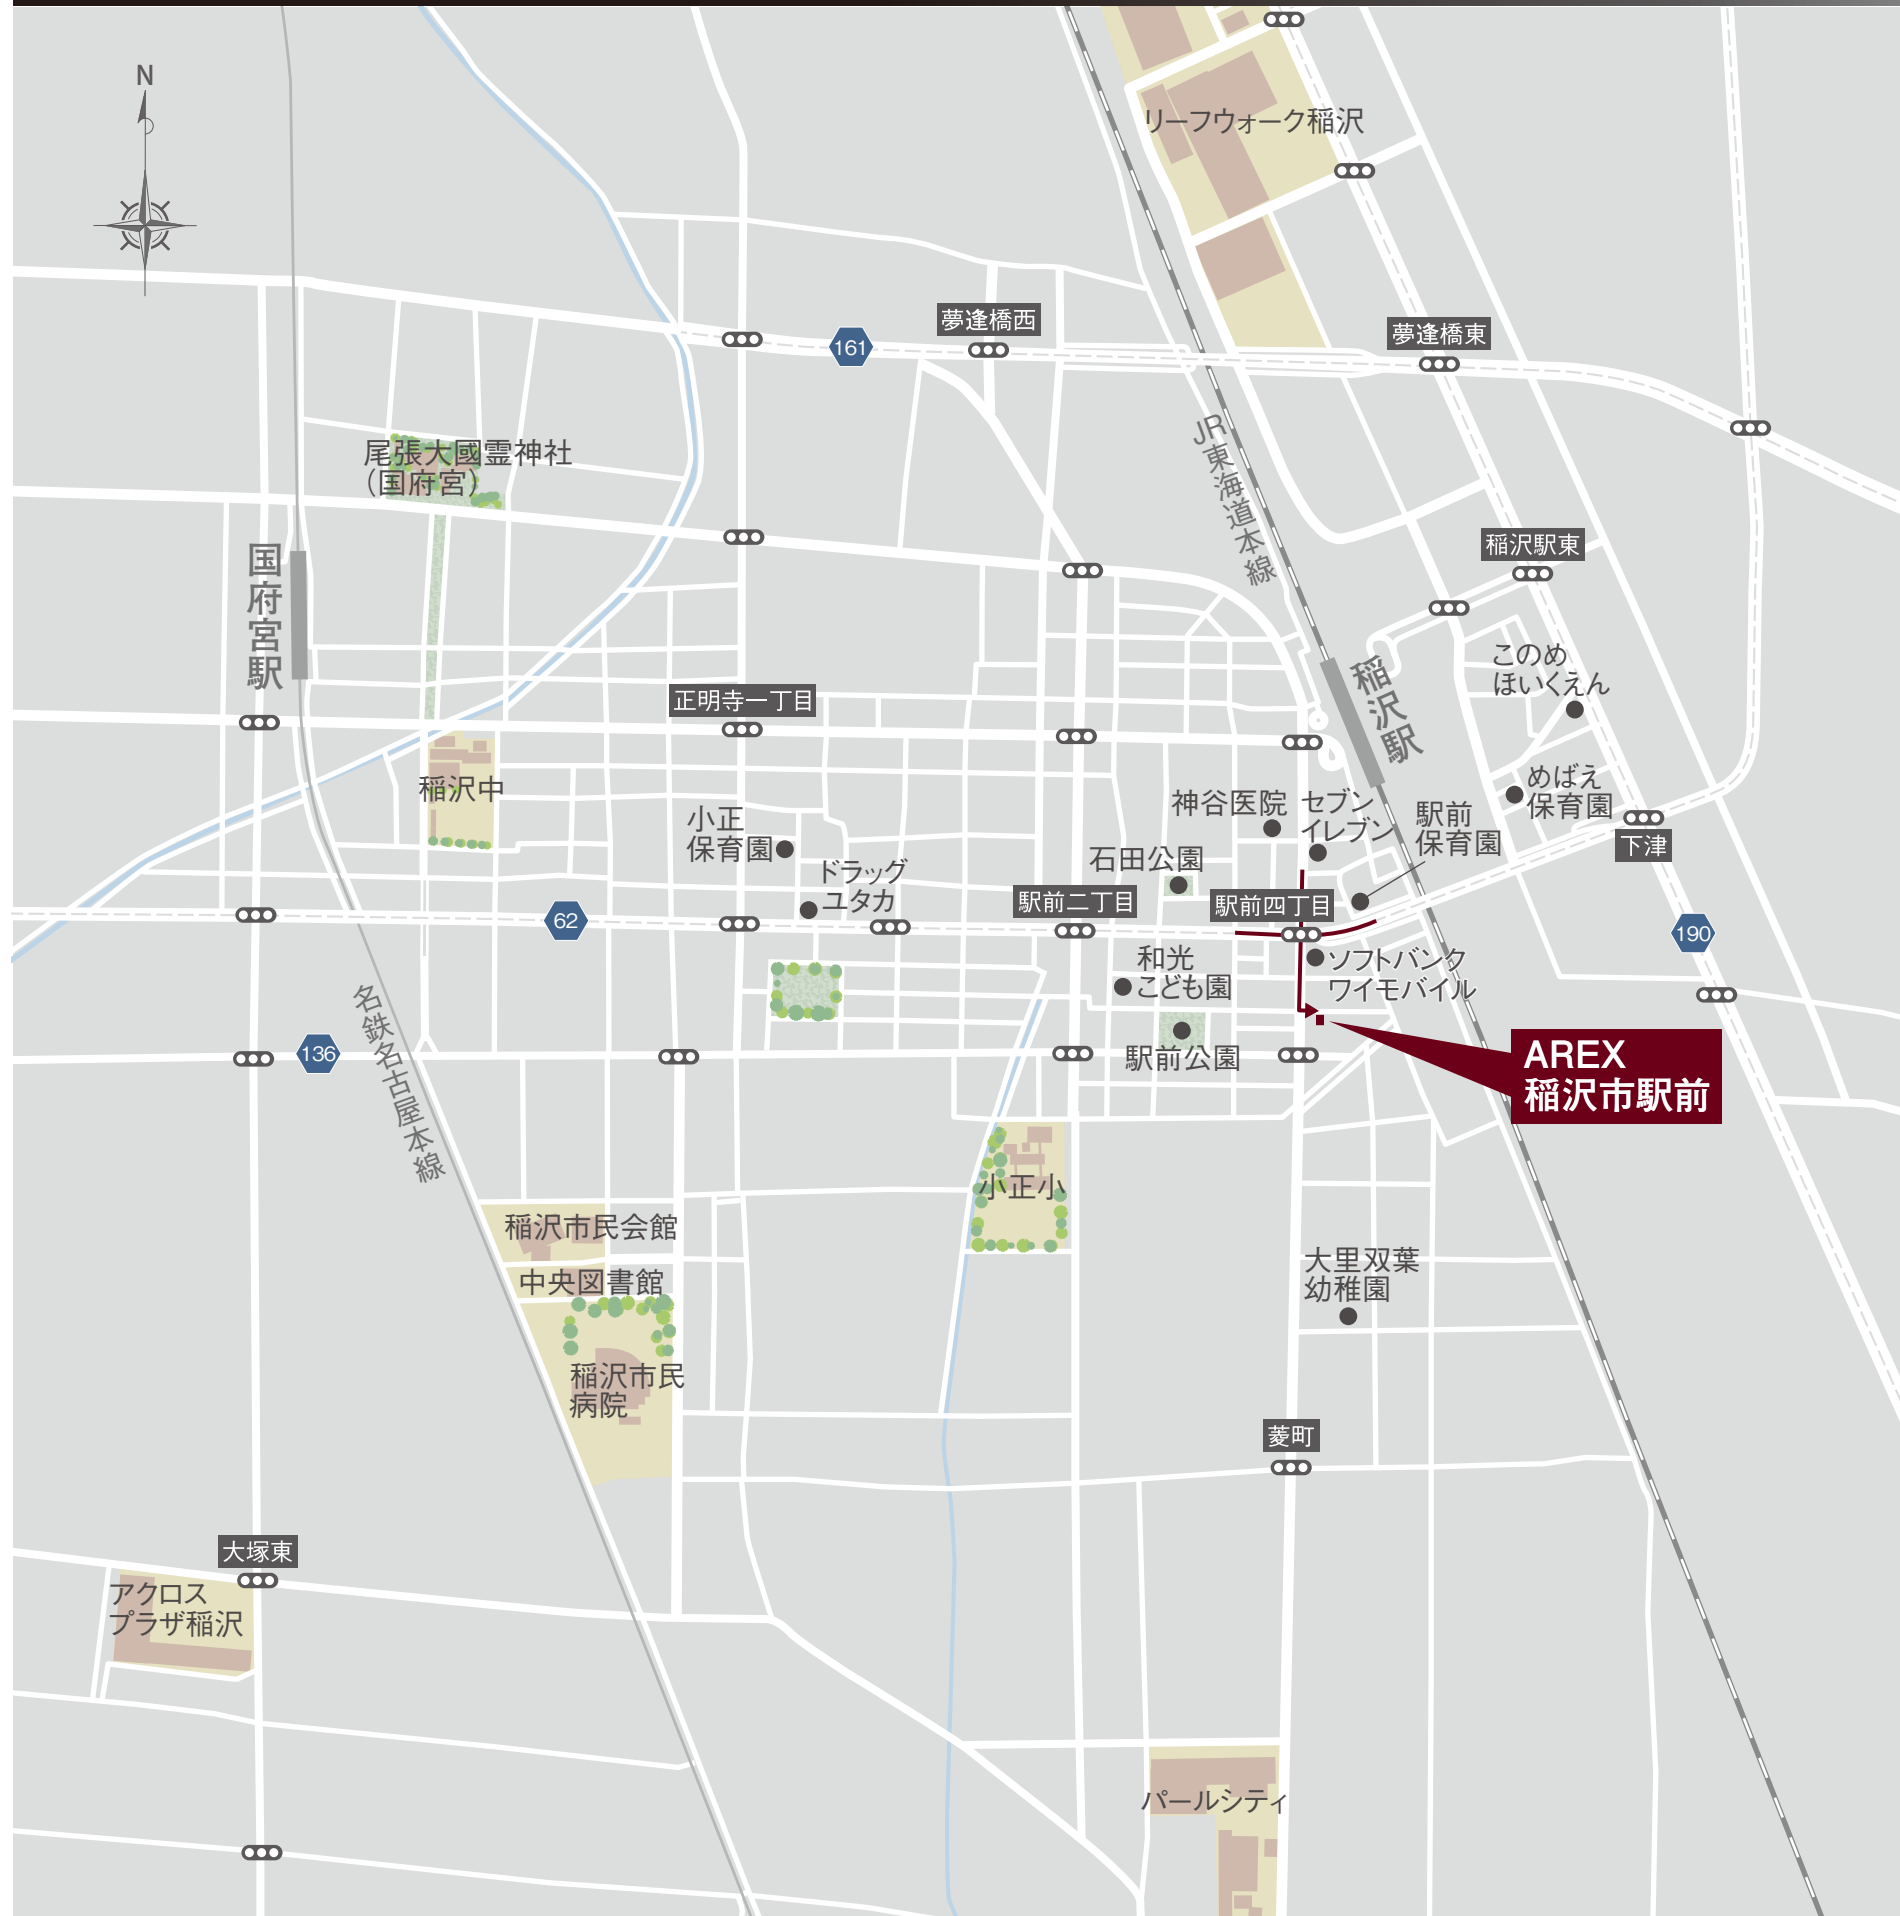 N
リーフウォーク稲沢
夢逢橋西
夢逢橋東
161
JR東海道本線
尾張大國霊神社
（国府宮）
稲沢駅東
国府宮駅
稲沢駅
このめ
ほいくえん
正明寺一丁目
稲沢中
めばえ
保育園
神谷医院
セブン
イレブン
駅前
保育園
小正
保育園
下津
石田公園
ドラッグ
ユタカ
駅前二丁目
駅前四丁目
62
190
和光
こども園
ソフトバンク
ワイモバイル
名鉄名古屋本線
136
駅前公園
AREX
稲沢市駅前
小正小
稲沢市民会館
中央図書館
大里双葉
幼稚園
稲沢市民
病院
菱町
大塚東
アクロス
プラザ稲沢
パールシティ